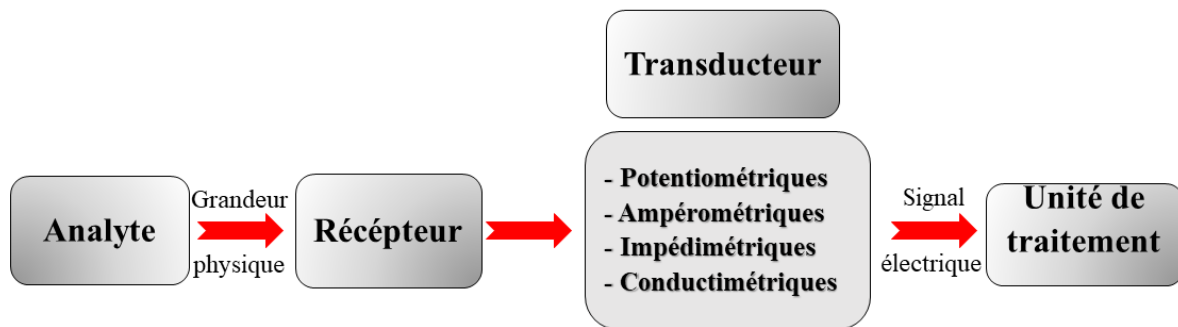 Transducteur
Analyte
Grandeur
physique
Récépteur
- Potentiométriques
- Ampérométriques
- Impédimétriques
- Conductimétriques
Signal
électrique
Unité de
traitement